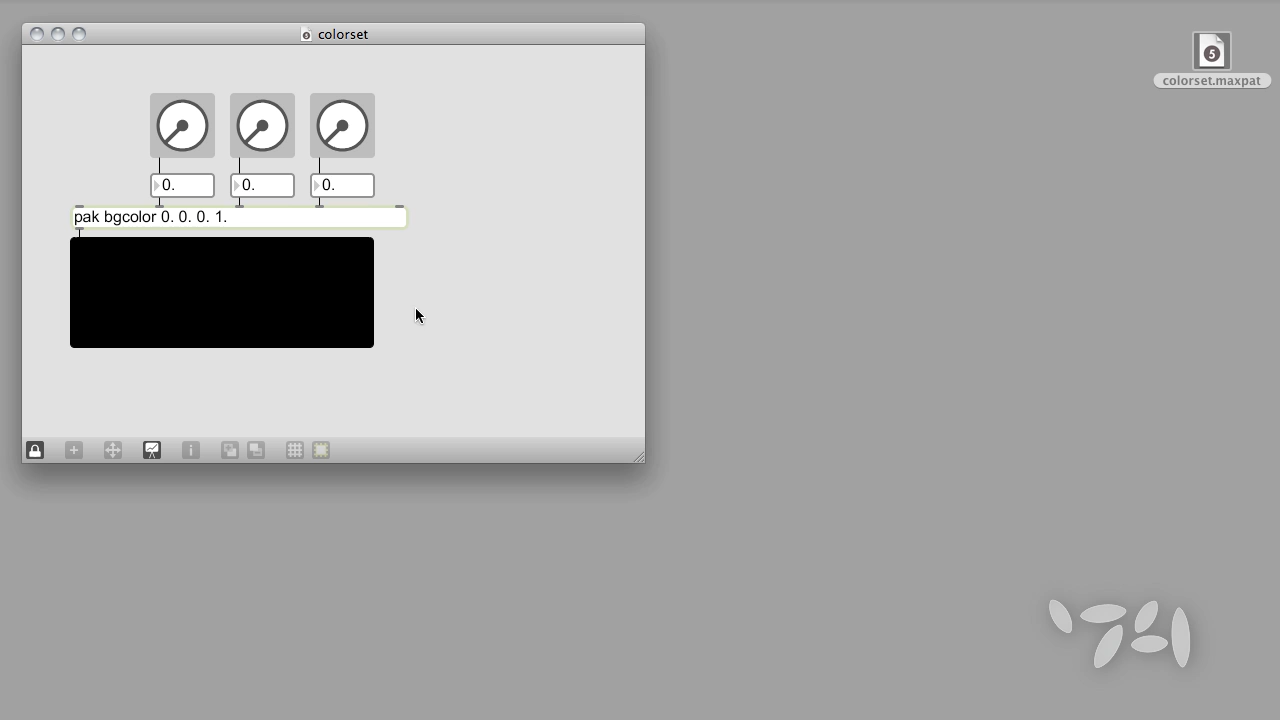 colorset
5
colorset.maxpat
0.
0.
0.
pak bgcolor 0. 0. 0. 1.